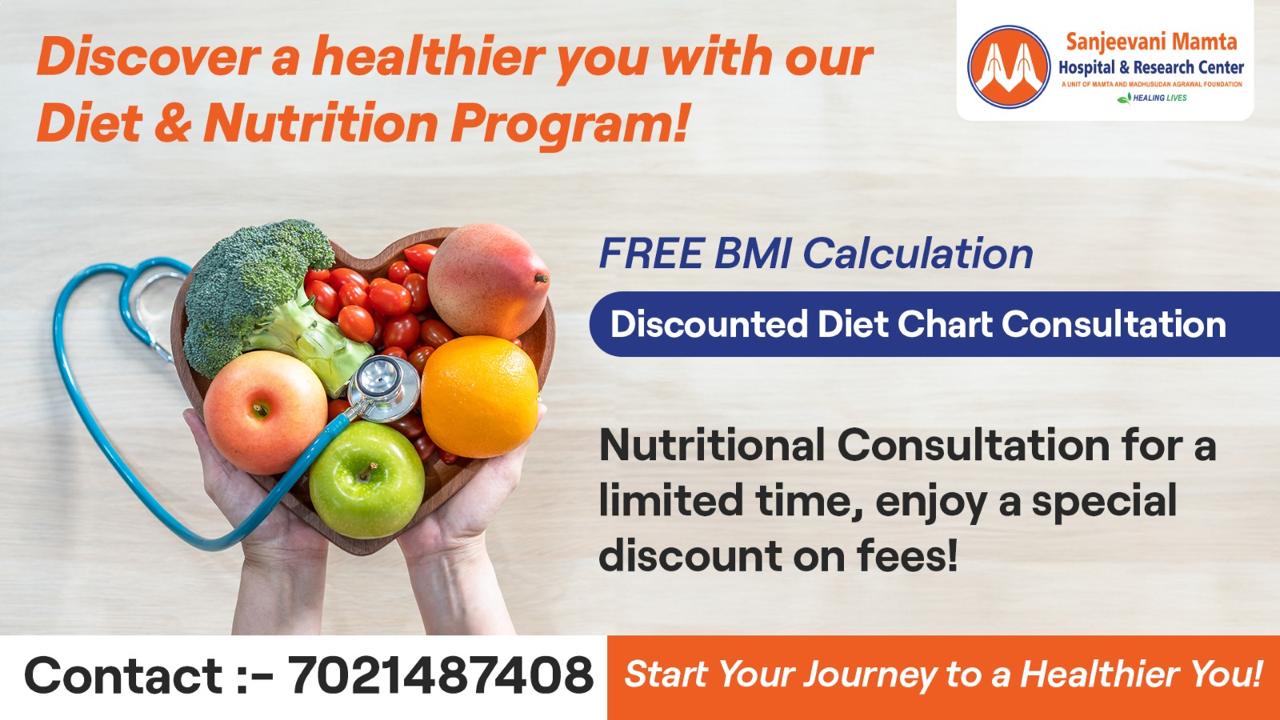 Discover a healthier you with our
Diet & Nutrition Program!
Sanjeevani Mamta
Hospital & Research Center
A UNIT OF MAMTA AND MADHUSUDAN AGRAWAL FOUNDATION
HEALING LIVES
FREE BMI Calculation
Discounted Diet Chart Consultation
Nutritional Consultation for a
limited time, enjoy a special
discount on fees!
Contact :- 7021487408
Start Your Journey to a Healthier You!